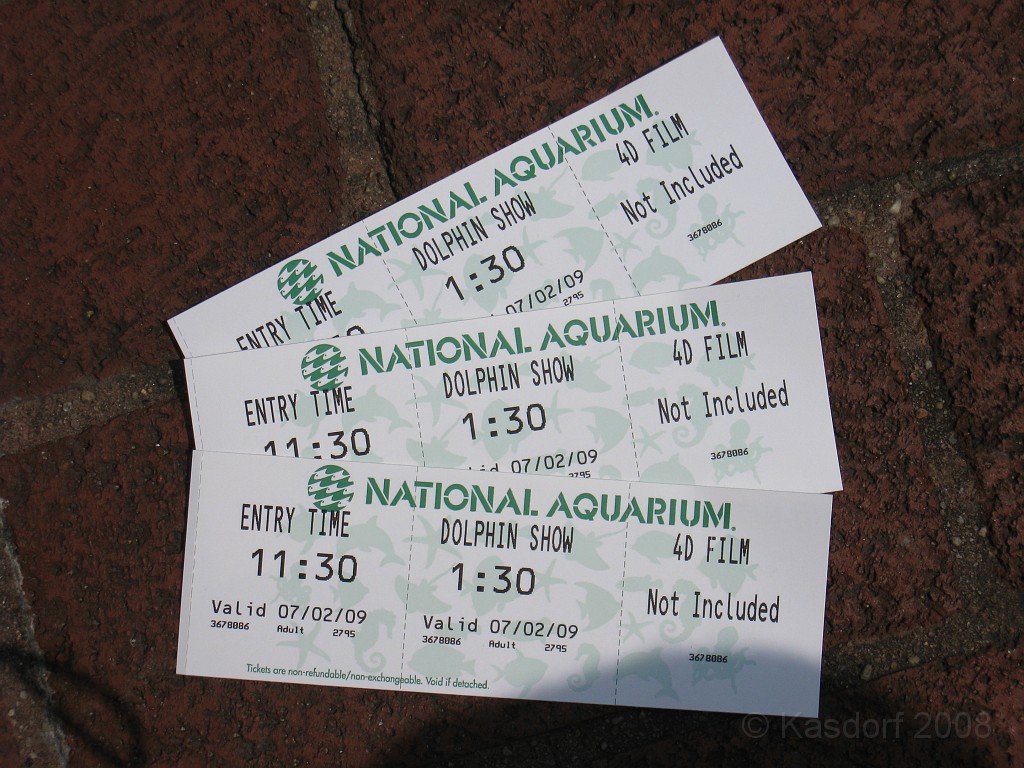 NATIONAL AQUARIUM.
ENTRY TIME
DOLPHIN SHOW
1:30
07/02/09
2795
4D FILM
Not Included
3678086
NATIONAL AQUARIUM.
ENTRY TIME
11:30
DOLPHIN SHOW
1:30
07/02/09
2795
4D FILM
Not Included
3678086
NATIONAL AQUARIUM.
ENTRY TIME
11:30
Valid 07/02/09
3678086 Adult 2795
DOLPHIN SHOW
1:30
Valid 07/02/09
3678086 Adult 2795
4D FILM
Not Included
3678086
Tickets are non-refundable/non-exchangeable. Void if detached.
© Kasdorf 2008